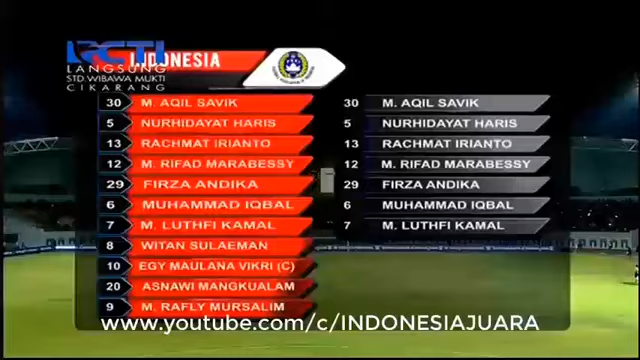 RCTI
LANGSUNG
STD.WIBAWA MUKTI
CIKARANG
INDONESIA
30 M. AQIL SAVIK
5 NURHIDAYAT HARIS
13 RACHMAT IRIANTO
12 M. RIFAD MARABESSY
29 FIRZA ANDIKA
6 MUHAMMAD IQBAL
7 M. LUTHFI KAMAL
8 WITAN SULAEMAN
10 EGY MAULANA VIKRI (C)
20 ASNAWI MANGKUALAM
9 M. RAFLY MURSALIM
30 M. AQIL SAVIK
5 NURHIDAYAT HARIS
13 RACHMAT IRIANTO
12 M. RIFAD MARABESSY
29 FIRZA ANDIKA
6 MUHAMMAD IQBAL
7 M. LUTHFI KAMAL
www.youtube.com/c/INDONESIAJUARA